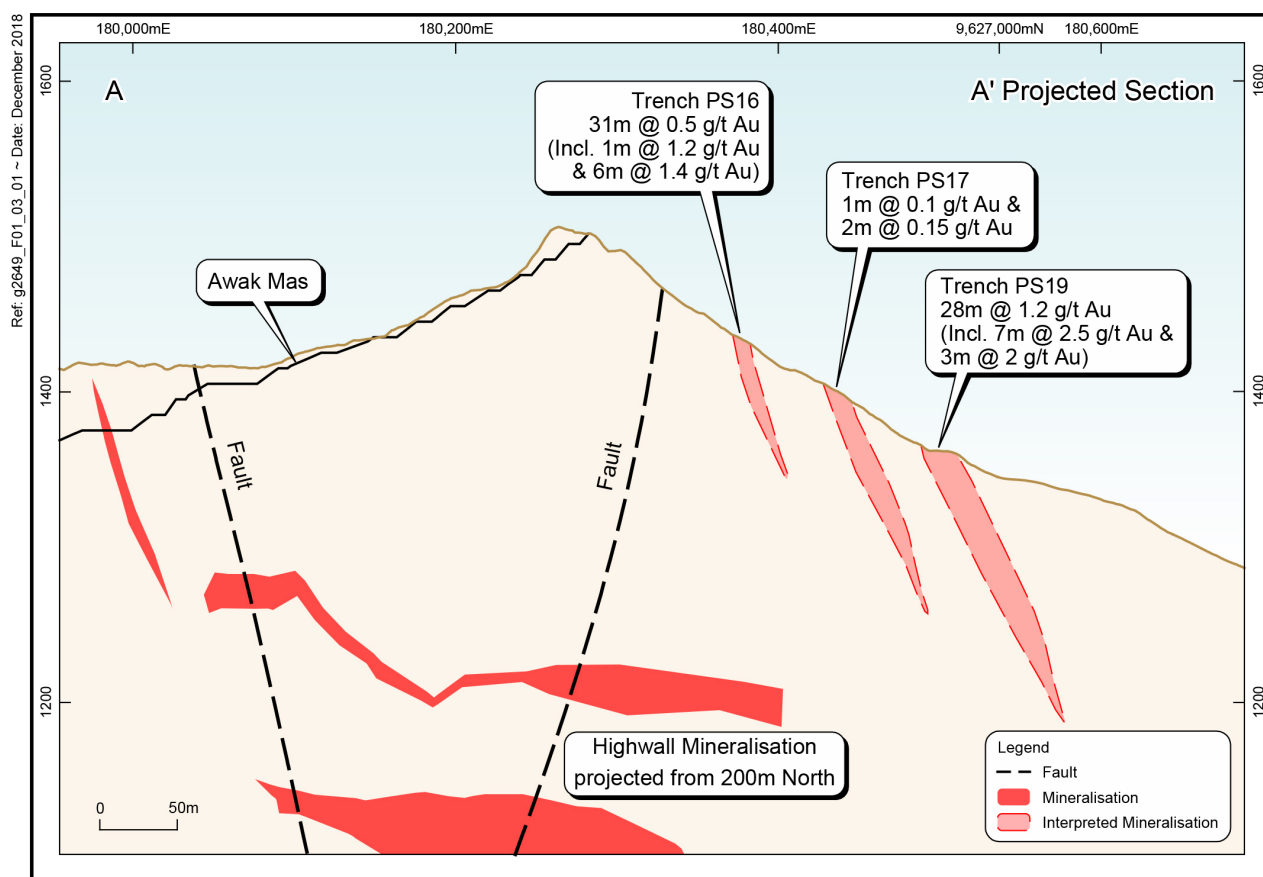 Ref: g2649_F01_03_01 ~ Date: December 2018
180,000mE
180,200mE
180,400mE
9,627,000mN
180,600mE
1600
1600
A
A' Projected Section
Trench PS16
31m @ 0.5 g/t Au
(Incl. 1m @ 1.2 g/t Au
& 6m @ 1.4 g/t Au)
Trench PS17
1m @ 0.1 g/t Au &
2m @ 0.15 g/t Au
Awak Mas
Trench PS19
28m @ 1.2 g/t Au
(Incl. 7m @ 2.5 g/t Au &
3m @ 2 g/t Au)
1400
1400
Fault
Fault
1200
1200
Highwall Mineralisation
projected from 200m North
0
50m
Legend
Fault
Mineralisation
Interpreted Mineralisation